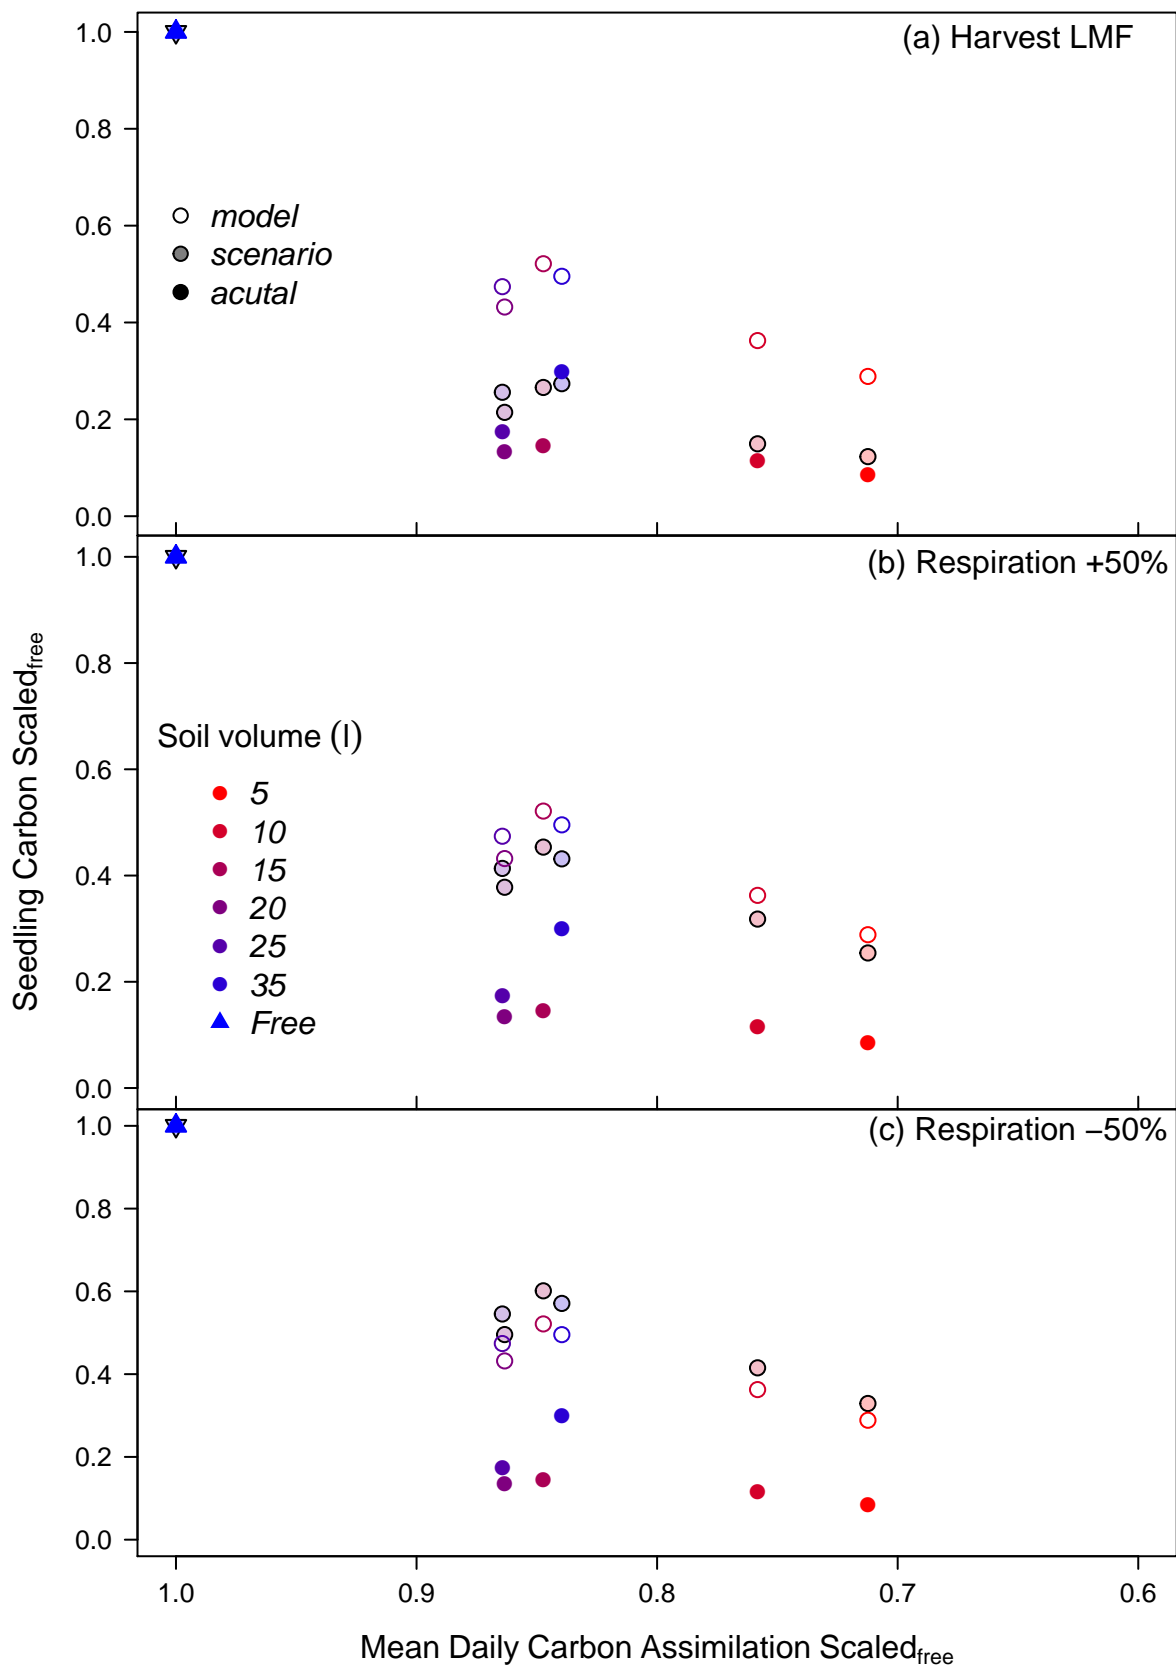 (a) Harvest LMF
1.0
0.8
0.6
0.4
0.2
0.0
model
scenario
acutal
(b) Respiration +50%
1.0
0.8
0.6
0.4
0.2
0.0
Seedling Carbon Scaled_free
Soil volume (l)
5
10
15
20
25
35
Free
(c) Respiration −50%
1.0
0.8
0.6
0.4
0.2
0.0
1.0 0.9 0.8 0.7 0.6
Mean Daily Carbon Assimilation Scaled_free